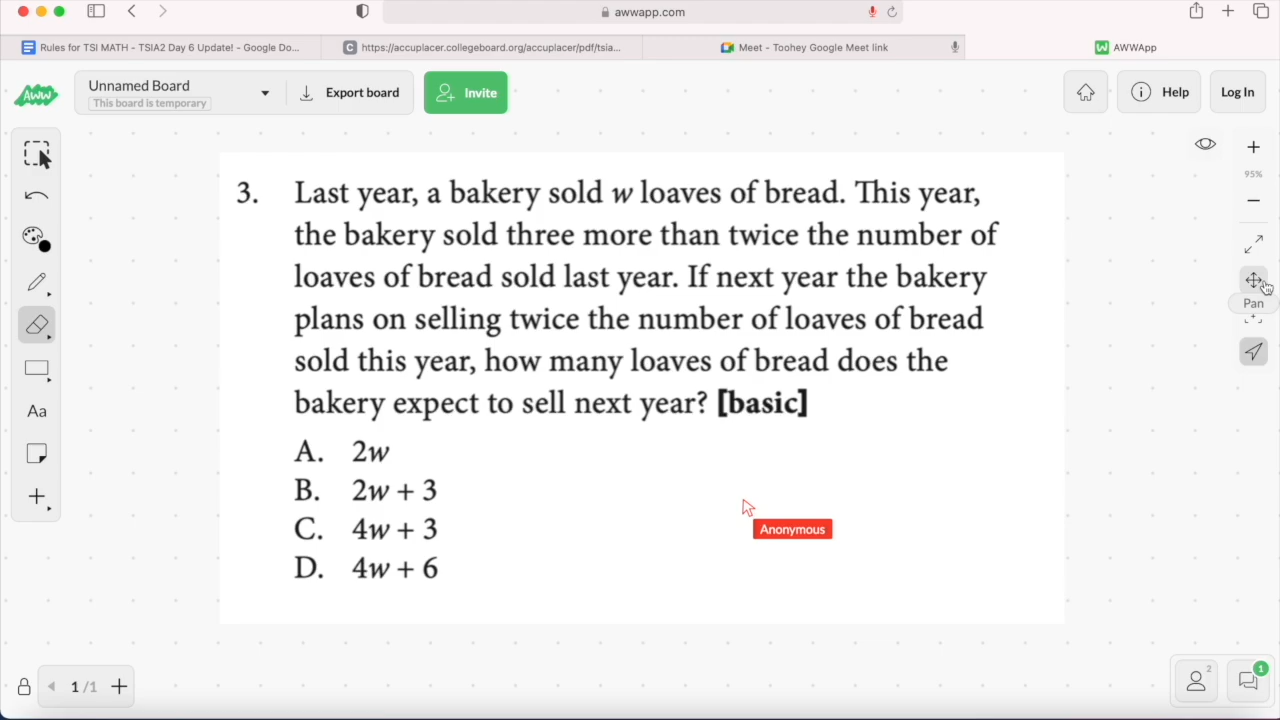 awwapp.com
Rules for TSI MATH - TSIA2 Day 6 Update! - Google Do...
C
https://accuplacer.collegeboard.org/accuplacer/pdf/tsia...
Meet - Toohey Google Meet link
W
AWWApp
AWW
Unnamed Board
This board is temporary
Export board
Invite
Help
Log In
95%
Pan
Aa
3. Last year, a bakery sold w loaves of bread. This year,
the bakery sold three more than twice the number of
loaves of bread sold last year. If next year the bakery
plans on selling twice the number of loaves of bread
sold this year, how many loaves of bread does the
bakery expect to sell next year? [basic]
A. 2w
B. 2w + 3
C. 4w + 3
D. 4w + 6
Anonymous
1/1
2
1